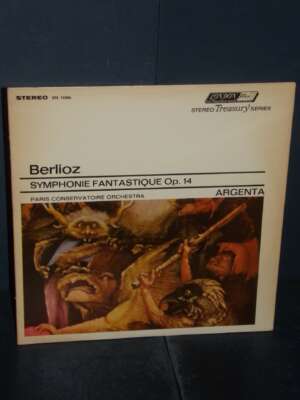 STEREO
LONDON
STEREO Treasury SERIES
Berlioz
SYMPHONIE FANTASTIQUE Op. 14
PARIS CONSERVATOIRE ORCHESTRA
ARGENTA